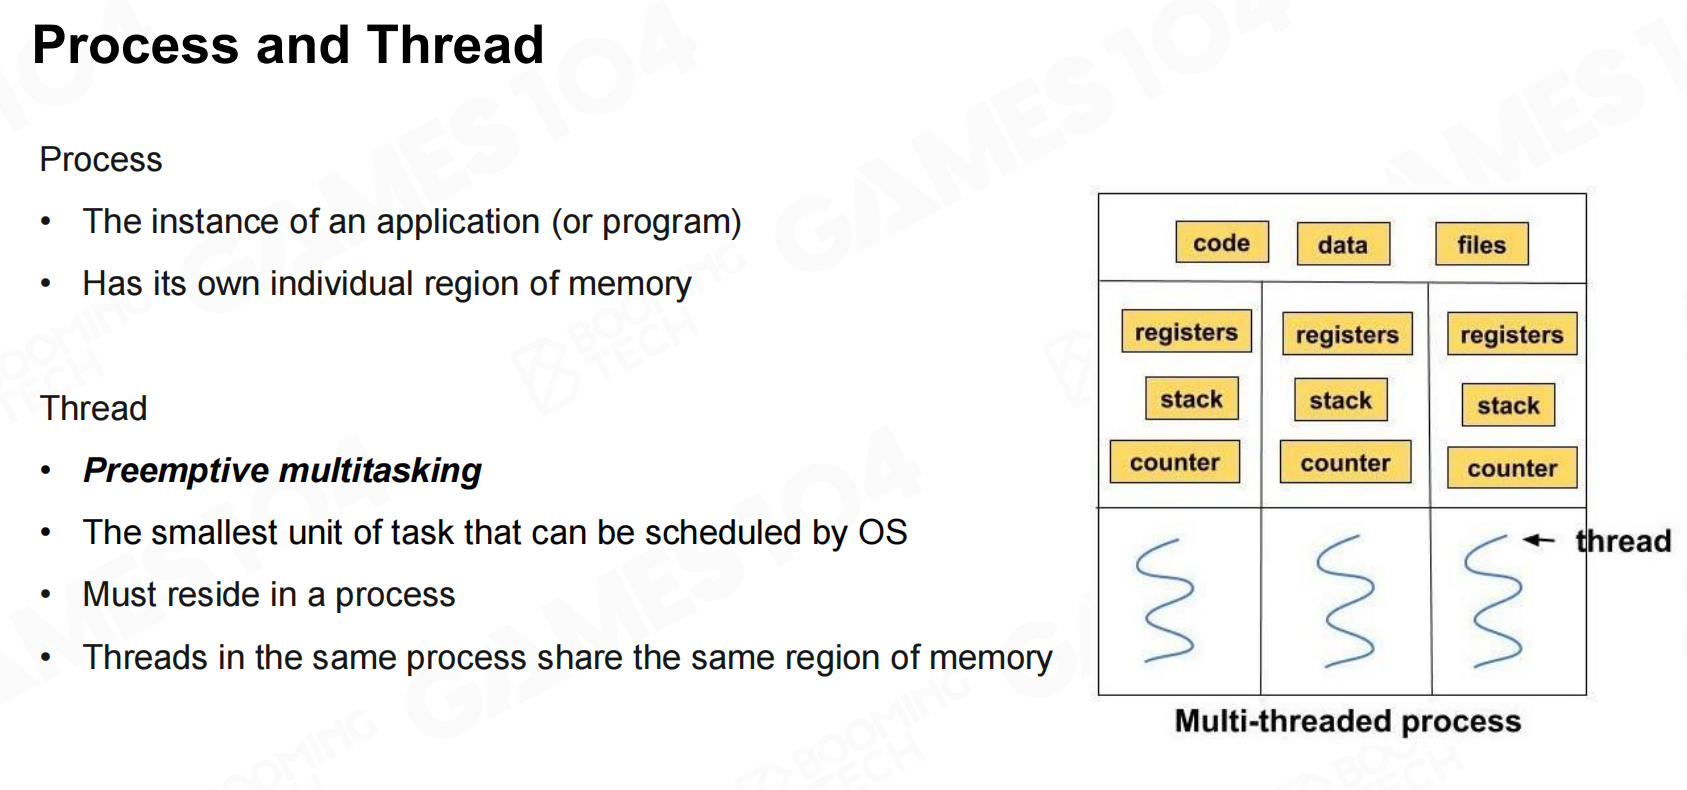 Process and Thread
Process
• The instance of an application (or program)
• Has its own individual region of memory
Thread
• Preemptive multitasking
• The smallest unit of task that can be scheduled by OS
• Must reside in a process
• Threads in the same process share the same region of memory
code data files
registers registers registers
stack stack stack
counter counter counter
thread
Multi-threaded process
GAMES104
BOOMING
TECH